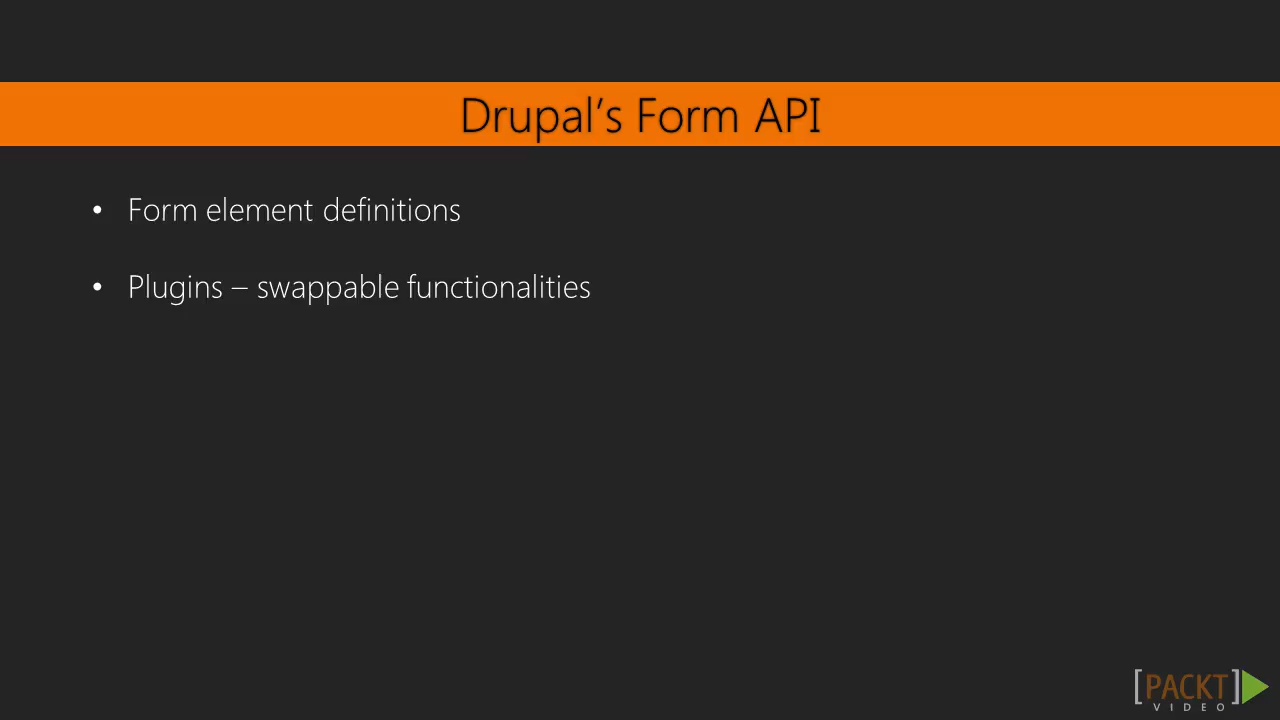 Drupal’s Form API
• Form element definitions
• Plugins – swappable functionalities
[PACKT]
VIDEO